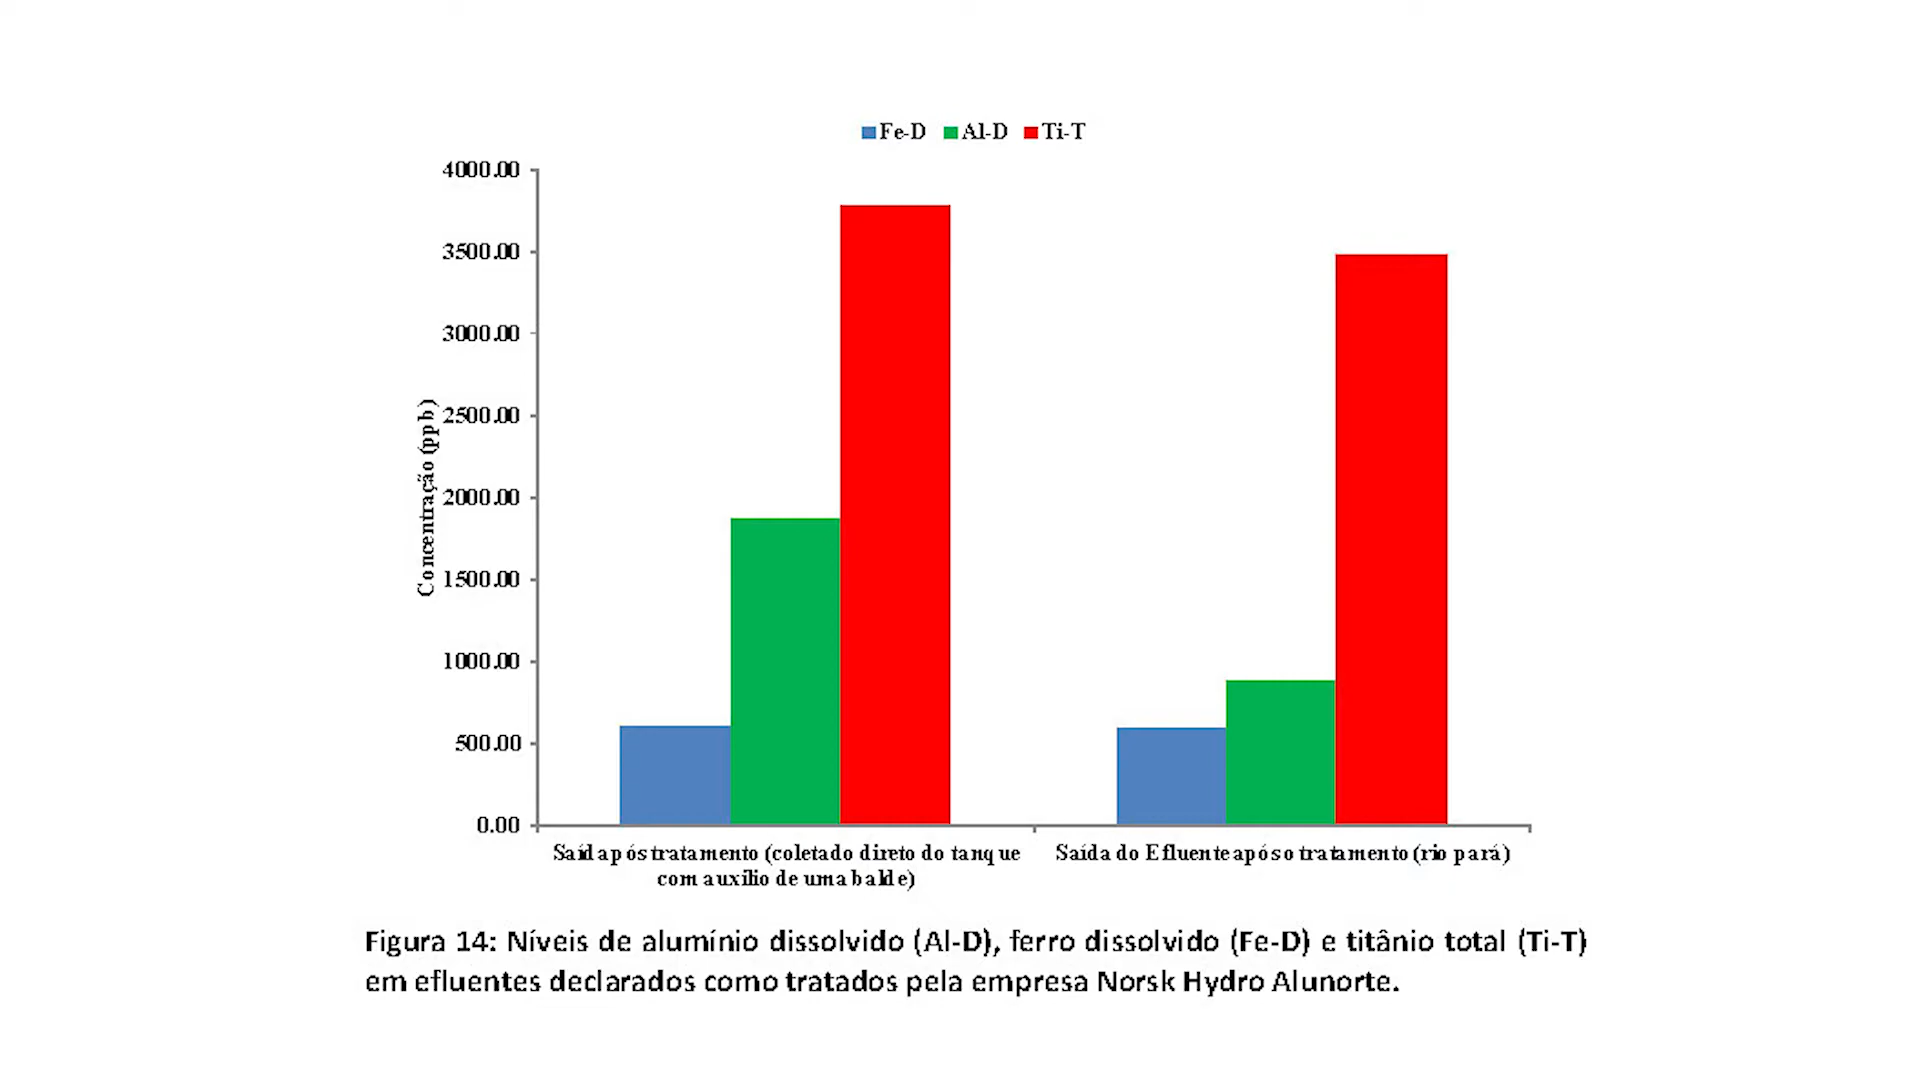 Fe-D Al-D Ti-T
4000.00
3500.00
3000.00
2500.00
2000.00
1500.00
1000.00
500.00
0.00
Concentração (ppb)
Saída após tratamento (coletado direto do tanque
com auxílio de uma balde)
Saída do Efluente após o tratamento (rio pará)
Figura 14: Níveis de alumínio dissolvido (Al-D), ferro dissolvido (Fe-D) e titânio total (Ti-T)
em efluentes declarados como tratados pela empresa Norsk Hydro Alunorte.